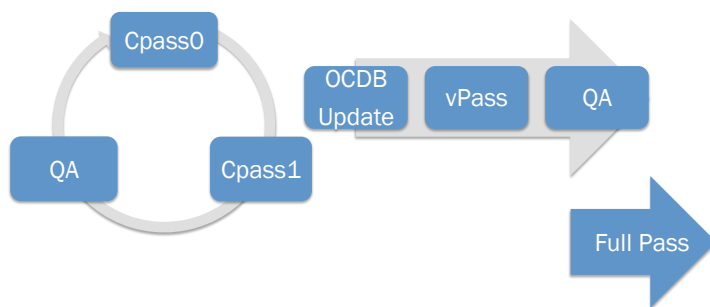 Cpass0
QA
Cpass1
OCDB
Update
vPass
QA
Full Pass